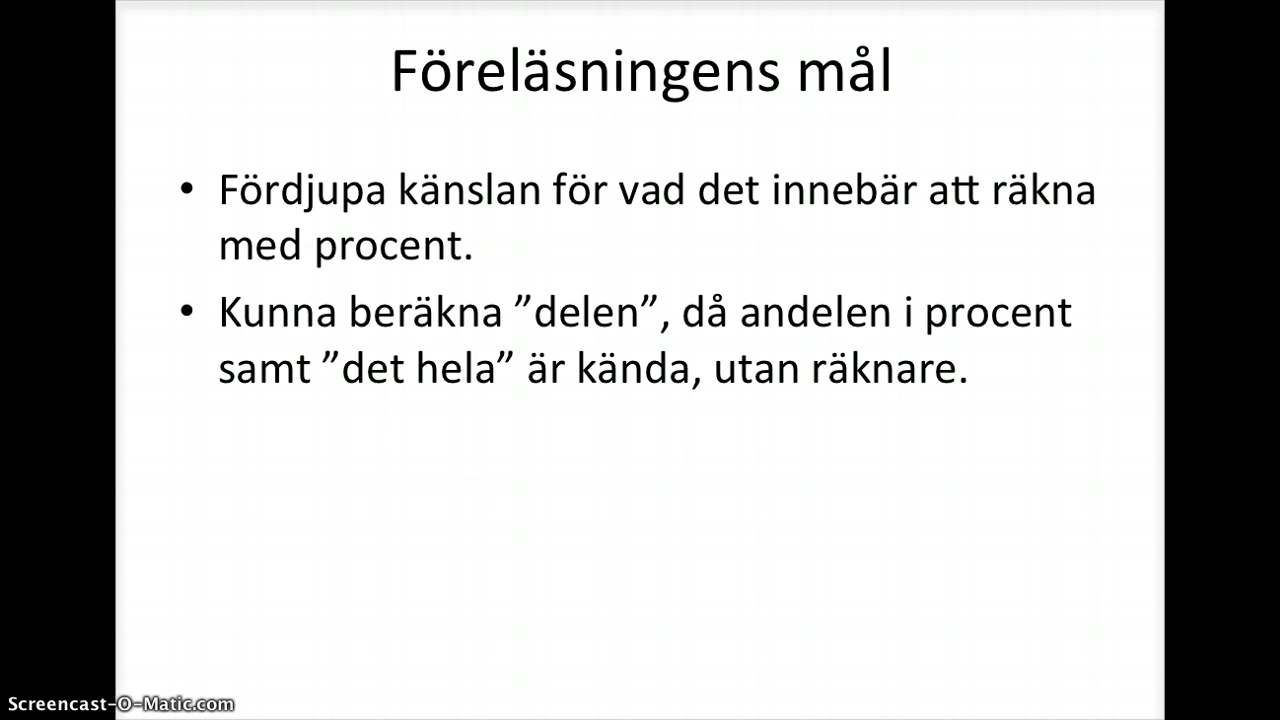 Föreläsningens mål
• Fördjupa känslan för vad det innebär att räkna
med procent.
• Kunna beräkna ”delen”, då andelen i procent
samt ”det hela” är kända, utan räknare.
Screencast-O-Matic.com